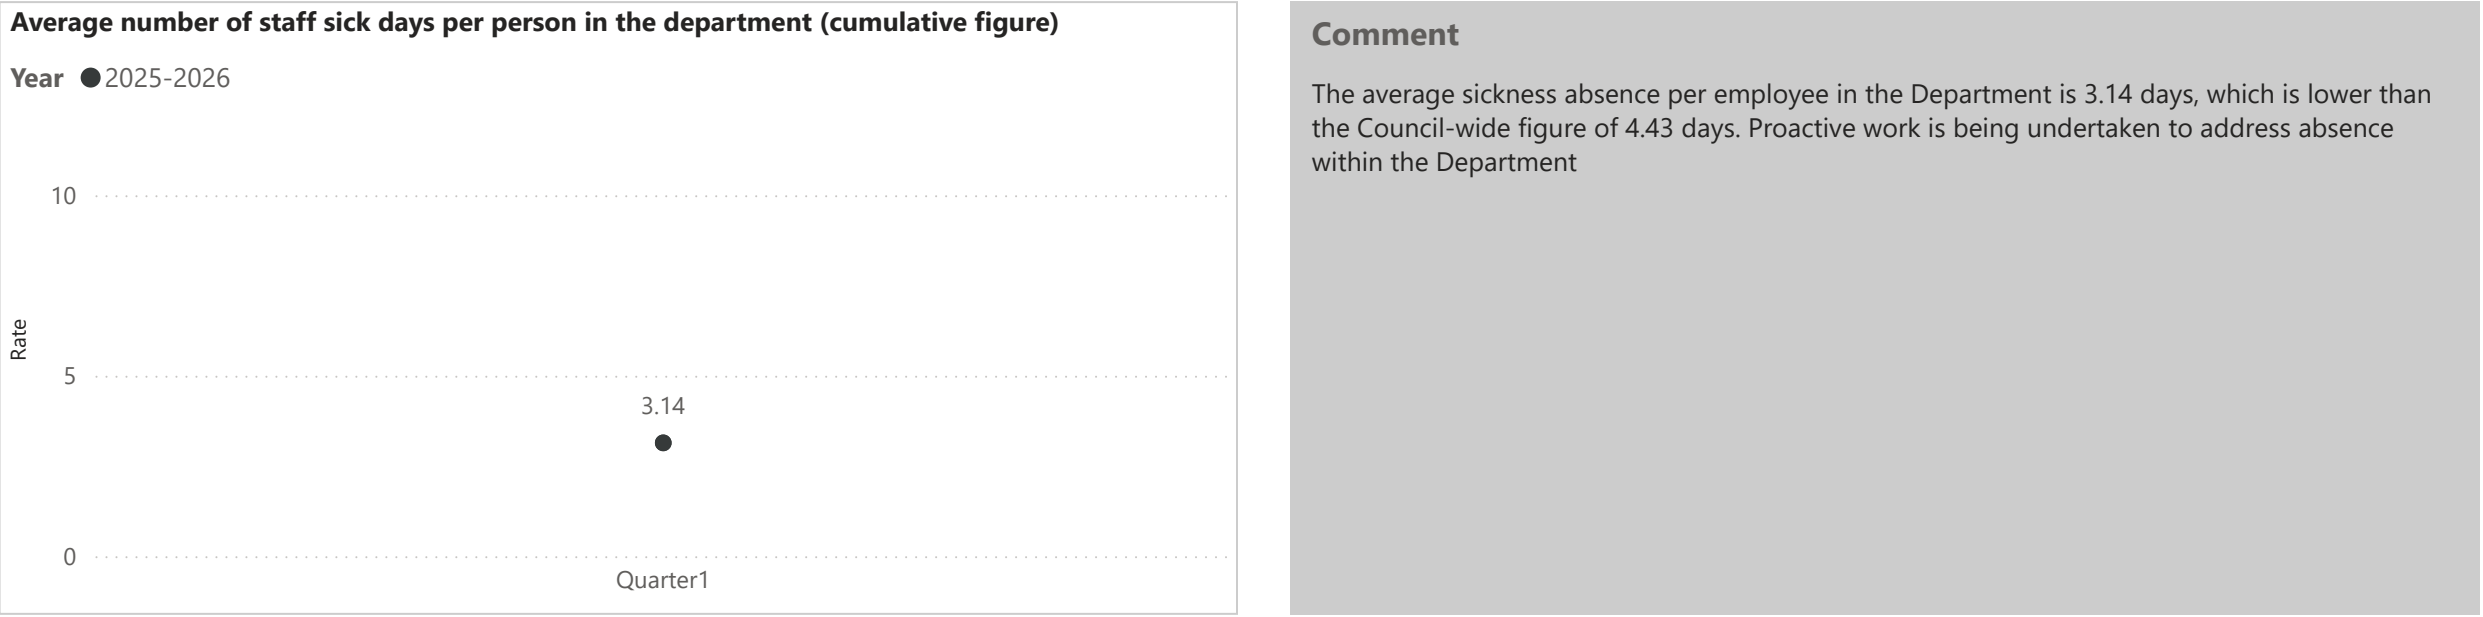 Average number of staff sick days per person in the department (cumulative figure)
Year 2025-2026
10
5
0
Rate
3.14
Quarter1
Comment
The average sickness absence per employee in the Department is 3.14 days, which is lower than
the Council-wide figure of 4.43 days. Proactive work is being undertaken to address absence
within the Department